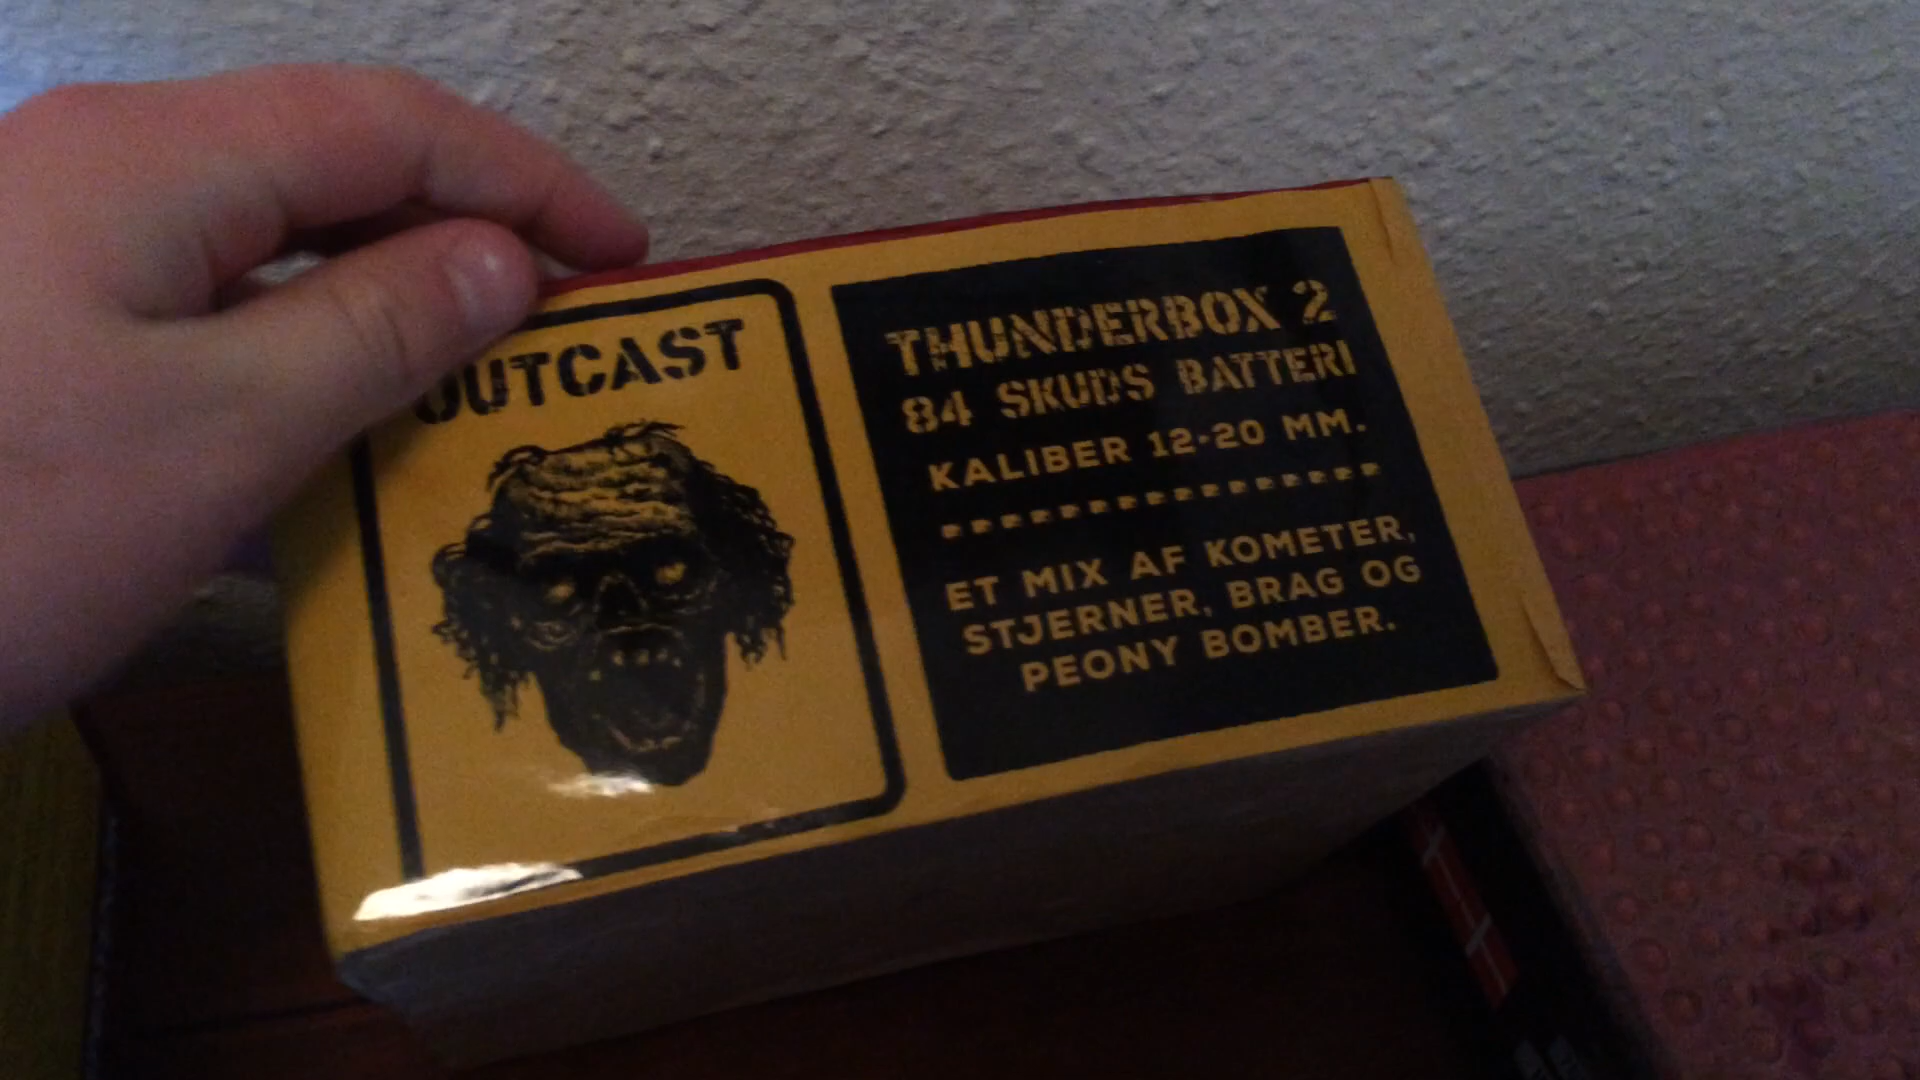 OUTCAST
THUNDERBOX 2
84 SKUDS BATTERI
KALIBER 12-20 MM.
ET MIX AF KOMETER,
STJERNER, BRAG OG
PEONY BOMBER.